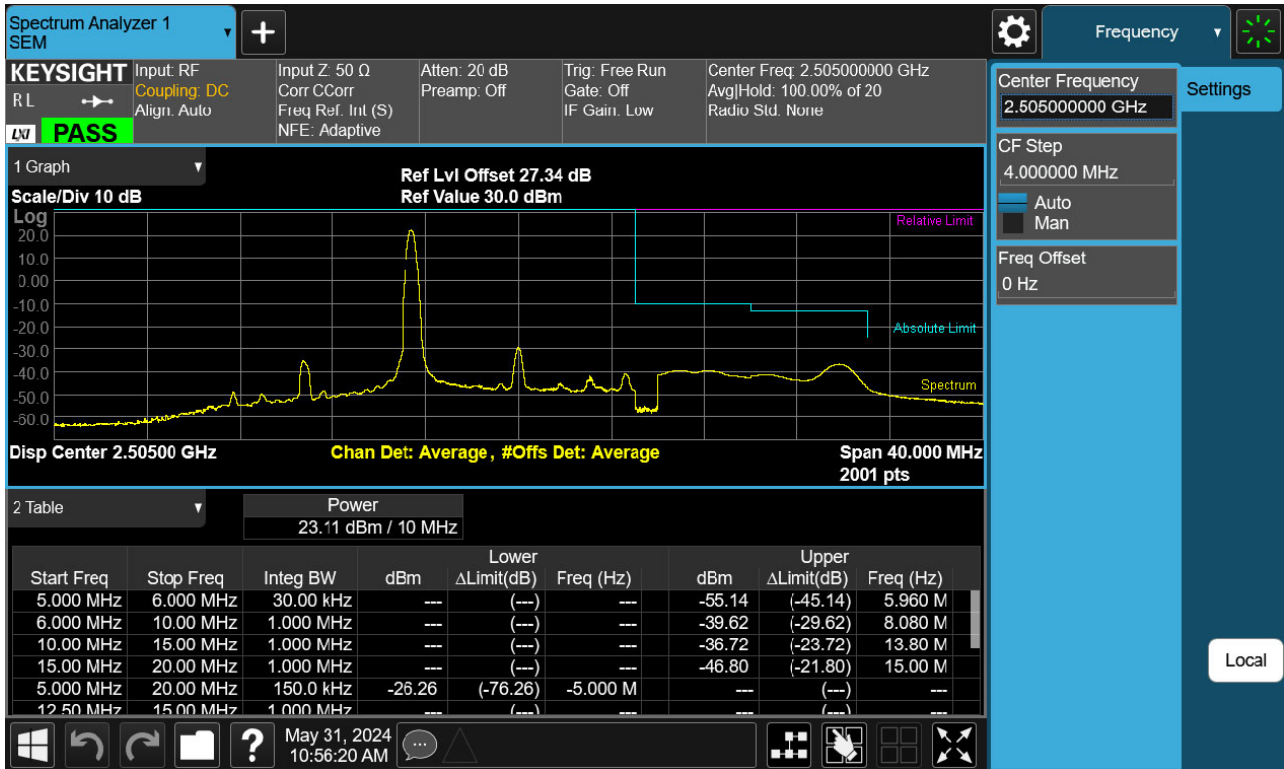 Spectrum Analyzer 1
SEM
+
Frequency
KEYSIGHT
R L
LXI
PASS
Input: RF
Coupling: DC
Align: Auto
Input Z: 50 Ω
Corr CCorr
Freq Ref: Int (S)
NFE: Adaptive
Atten: 20 dB
Preamp: Off
Trig: Free Run
Gate: Off
IF Gain: Low
Center Freq: 2.505000000 GHz
Avg|Hold: 100.00% of 20
Radio Std: None
Center Frequency
2.505000000 GHz
Settings
CF Step
4.000000 MHz
Auto
Man
Freq Offset
0 Hz
1 Graph
Scale/Div 10 dB
Ref Lvl Offset 27.34 dB
Ref Value 30.0 dBm
Log
20.0
10.0
0.00
-10.0
-20.0
-30.0
-40.0
-50.0
-60.0
Relative Limit
Absolute Limit
Spectrum
Disp Center 2.50500 GHz
Chan Det: Average , #Offs Det: Average
Span 40.000 MHz
2001 pts
2 Table
Power
23.11 dBm / 10 MHz
Lower Upper
Start Freq Stop Freq Integ BW dBm ΔLimit(dB) Freq (Hz) dBm ΔLimit(dB) Freq (Hz)
5.000 MHz 6.000 MHz 30.00 kHz --- (---) --- -55.14 (-45.14) 5.960 M
6.000 MHz 10.00 MHz 1.000 MHz --- (---) --- -39.62 (-29.62) 8.080 M
10.00 MHz 15.00 MHz 1.000 MHz --- (---) --- -36.72 (-23.72) 13.80 M
15.00 MHz 20.00 MHz 1.000 MHz --- (---) --- -46.80 (-21.80) 15.00 M
5.000 MHz 20.00 MHz 150.0 kHz -26.26 (-76.26) -5.000 M --- (---) ---
12.50 MHz 15.00 MHz 1.000 MHz --- (---) --- --- (---) ---
Local
?
May 31, 2024
10:56:20 AM